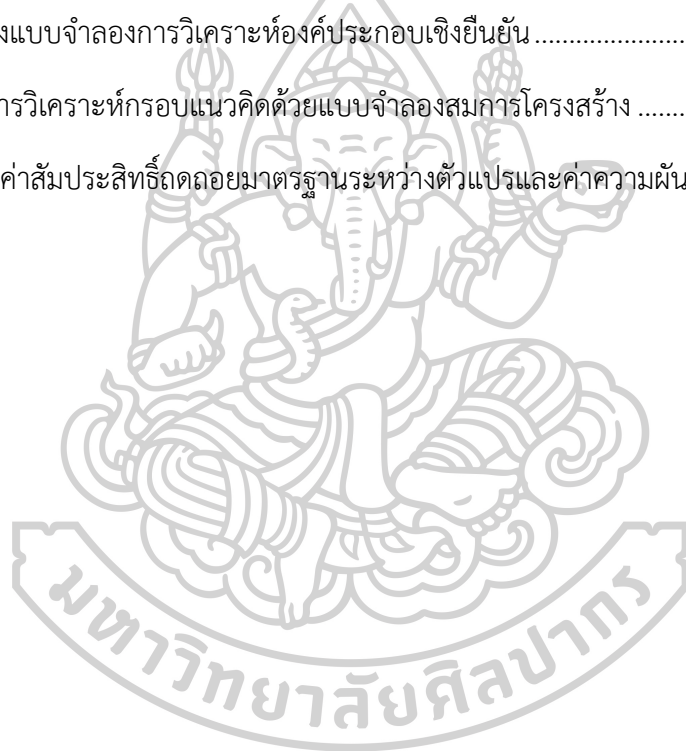 งแบบจำลองการวิเคราะห์องค์ประกอบเชิงยืนยัน .....................
ารวิเคราะห์กรอบแนวคิดด้วยแบบจำลองสมการโครงสร้าง .......
ค่าสัมประสิทธิ์ถดถอยมาตรฐานระหว่างตัวแปรและค่าความผัน
มหาวิทยาลัยศิลปากร